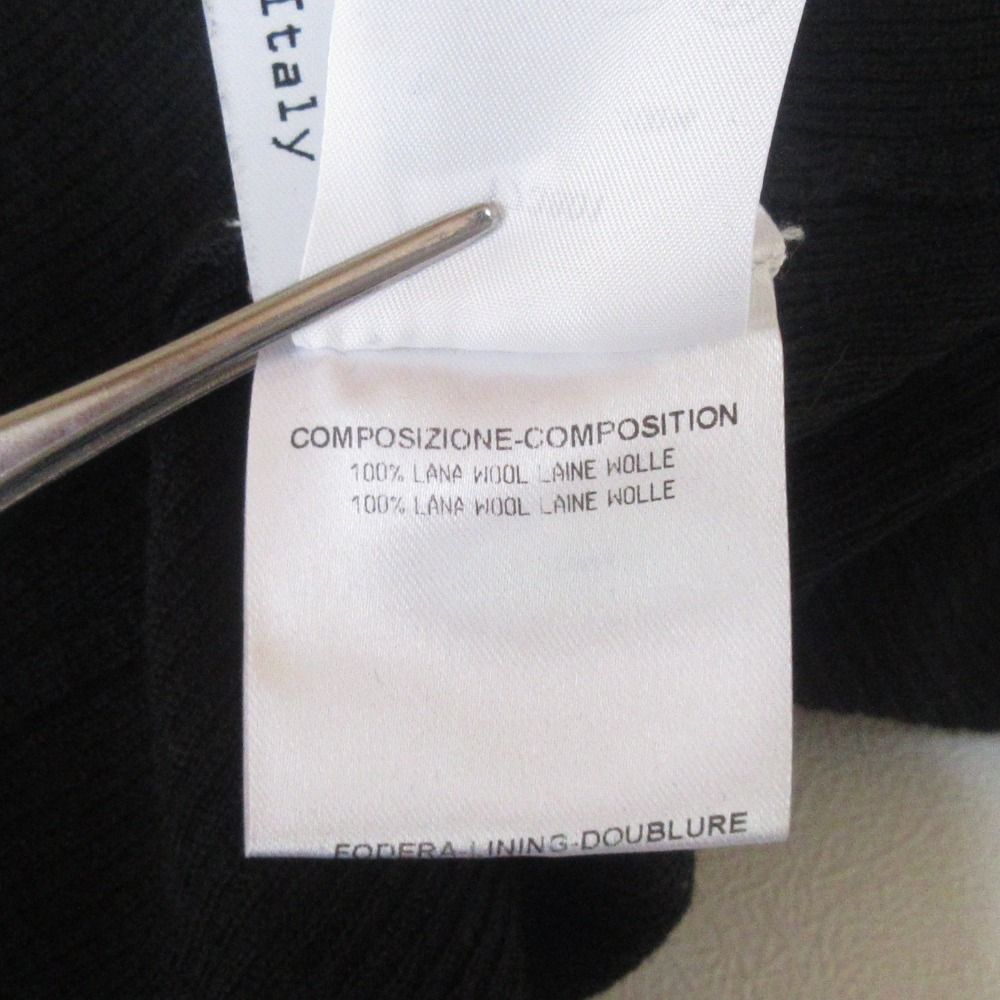 Italy
COMPOSIZIONE-COMPOSITION
100% LANA WOOL LAINE WOLLE
100% LANA WOOL LAINE WOLLE
FODERA-LINING-DOUBLURE